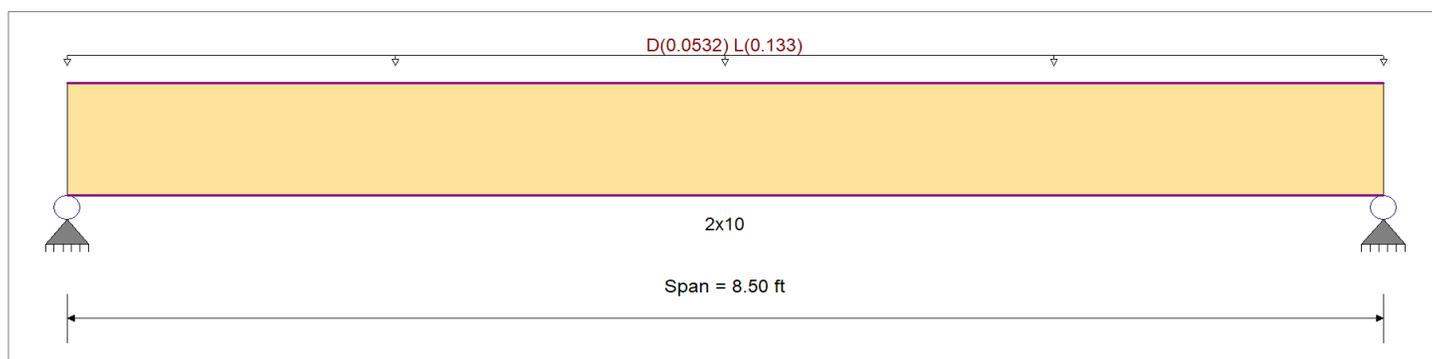 D(0.0532) L(0.133)
2x10
Span = 8.50 ft